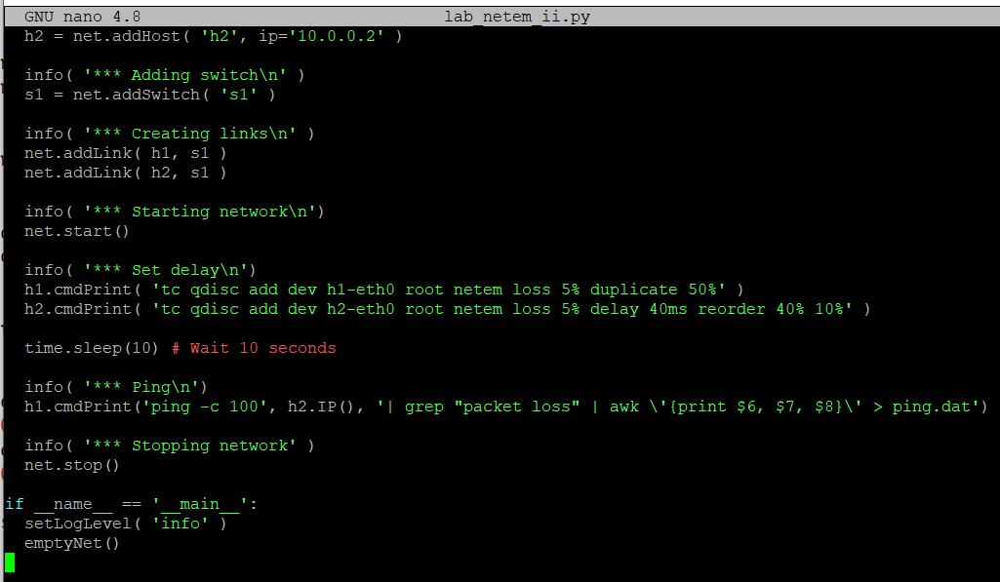 GNU nano 4.8 lab_netem_ii.py
h2 = net.addHost( 'h2', ip='10.0.0.2' )
info( '*** Adding switch\n' )
s1 = net.addSwitch( 's1' )
info( '*** Creating links\n' )
net.addLink( h1, s1 )
net.addLink( h2, s1 )
info( '*** Starting network\n')
net.start()
info( '*** Set delay\n')
h1.cmdPrint( 'tc qdisc add dev h1-eth0 root netem loss 5% duplicate 50%' )
h2.cmdPrint( 'tc qdisc add dev h2-eth0 root netem loss 5% delay 40ms reorder 40% 10%' )
time.sleep(10) # Wait 10 seconds
info( '*** Ping\n')
h1.cmdPrint('ping -c 100', h2.IP(), '| grep "packet loss" | awk \'{print $6, $7, $8}\' > ping.dat')
info( '*** Stopping network' )
net.stop()
if __name__ == '__main__':
setLogLevel( 'info' )
emptyNet()